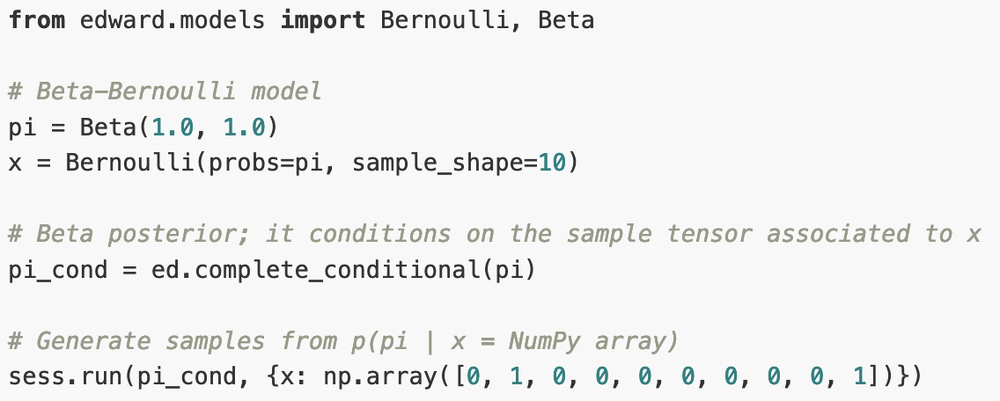 from edward.models import Bernoulli, Beta
# Beta-Bernoulli model
pi = Beta(1.0, 1.0)
x = Bernoulli(probs=pi, sample_shape=10)
# Beta posterior; it conditions on the sample tensor associated to x
pi_cond = ed.complete_conditional(pi)
# Generate samples from p(pi | x = NumPy array)
sess.run(pi_cond, {x: np.array([0, 1, 0, 0, 0, 0, 0, 0, 0, 1])})